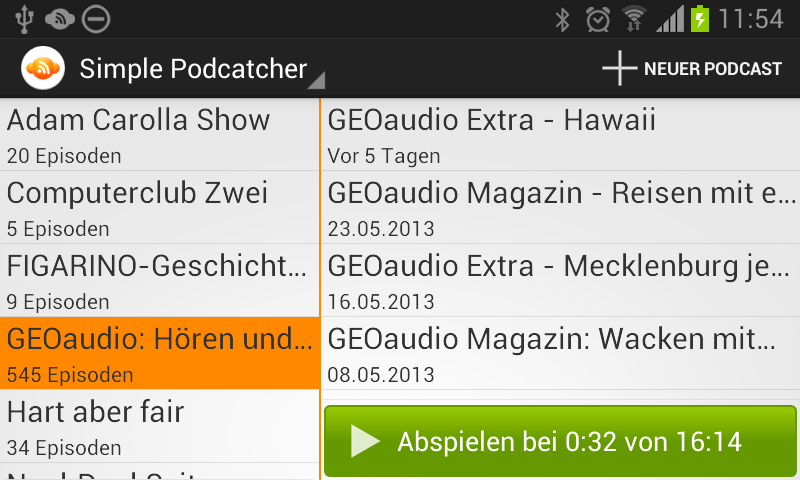 11:54
Simple Podcatcher
NEUER PODCAST
Adam Carolla Show
20 Episoden
Computerclub Zwei
5 Episoden
FIGARINO-Geschicht...
9 Episoden
GEOaudio: Hören und...
545 Episoden
Hart aber fair
34 Episoden
GEOaudio Extra - Hawaii
Vor 5 Tagen
GEOaudio Magazin - Reisen mit e...
23.05.2013
GEOaudio Extra - Mecklenburg je...
16.05.2013
GEOaudio Magazin: Wacken mit...
08.05.2013
Abspielen bei 0:32 von 16:14